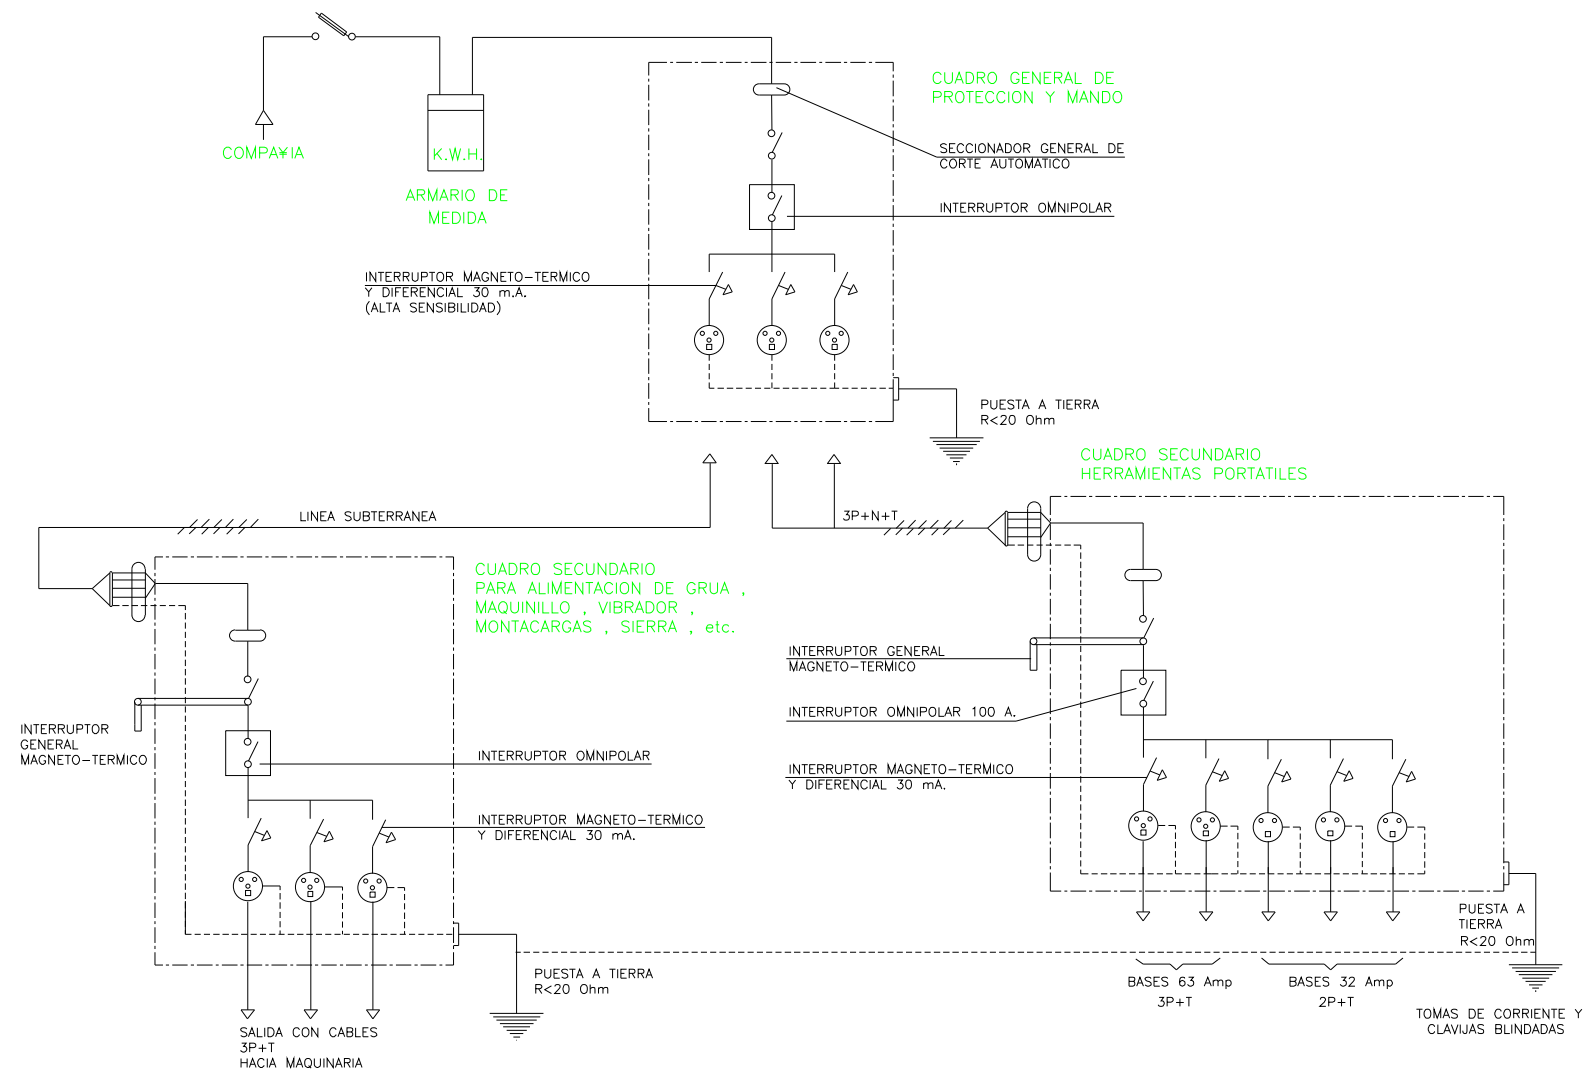 COMPA¥IA
K.W.H.
ARMARIO DE
MEDIDA
CUADRO GENERAL DE
PROTECCION Y MANDO
SECCIONADOR GENERAL DE
CORTE AUTOMATICO
INTERRUPTOR OMNIPOLAR
INTERRUPTOR MAGNETO-TERMICO
Y DIFERENCIAL 30 m.A.
(ALTA SENSIBILIDAD)
PUESTA A TIERRA
R<20 Ohm
LINEA SUBTERRANEA
3P+N+T
CUADRO SECUNDARIO
HERRAMIENTAS PORTATILES
CUADRO SECUNDARIO
PARA ALIMENTACION DE GRUA ,
MAQUINILLO , VIBRADOR ,
MONTACARGAS , SIERRA , etc.
INTERRUPTOR
GENERAL
MAGNETO-TERMICO
INTERRUPTOR OMNIPOLAR
INTERRUPTOR MAGNETO-TERMICO
Y DIFERENCIAL 30 mA.
PUESTA A TIERRA
R<20 Ohm
SALIDA CON CABLES
3P+T
HACIA MAQUINARIA
INTERRUPTOR GENERAL
MAGNETO-TERMICO
INTERRUPTOR OMNIPOLAR 100 A.
INTERRUPTOR MAGNETO-TERMICO
Y DIFERENCIAL 30 mA.
PUESTA A
TIERRA
R<20 Ohm
BASES 63 Amp
3P+T
BASES 32 Amp
2P+T
TOMAS DE CORRIENTE Y
CLAVIJAS BLINDADAS